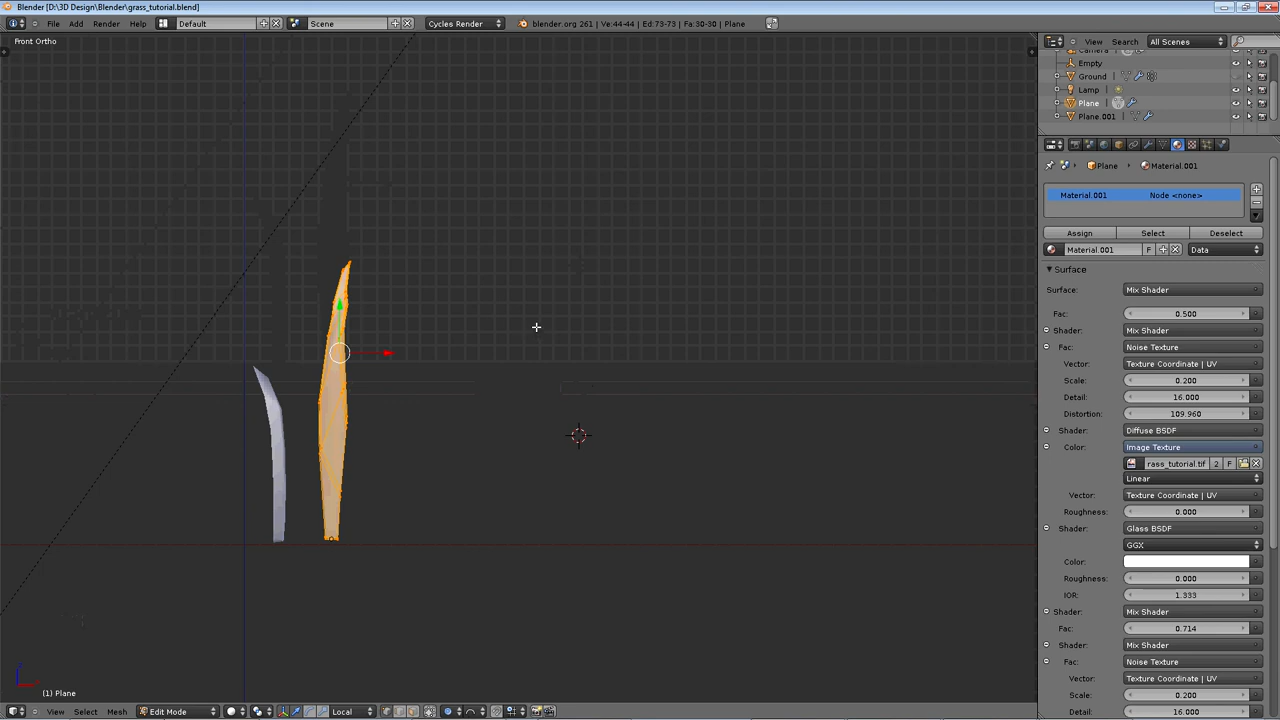 Blender [D:\3D Design\Blender\grass_tutorial.blend]
File Add Render Help Default Scene Cycles Render blender.org 261 | Ve:44-44 | Ed:73-73 | Fa:30-30 | Plane
Front Ortho
View Search All Scenes
Camera
Empty
Ground
Lamp
Plane
Plane.001
Plane Material.001
Material.001 Node <none>
Assign Select Deselect
Material.001 F Data
Surface
Surface: Mix Shader
Fac: 0.500
Shader: Mix Shader
Fac: Noise Texture
Vector: Texture Coordinate | UV
Scale: 0.200
Detail: 16.000
Distortion: 109.960
Shader: Diffuse BSDF
Color: Image Texture
rass_tutorial.tif 2 F
Linear
Vector: Texture Coordinate | UV
Roughness: 0.000
Shader: Glass BSDF
GGX
Color:
Roughness: 0.000
IOR: 1.333
Shader: Mix Shader
Fac: 0.714
Shader: Mix Shader
Fac: Noise Texture
Vector: Texture Coordinate | UV
Scale: 0.200
Detail: 16.000
(1) Plane
View Select Mesh Edit Mode Local